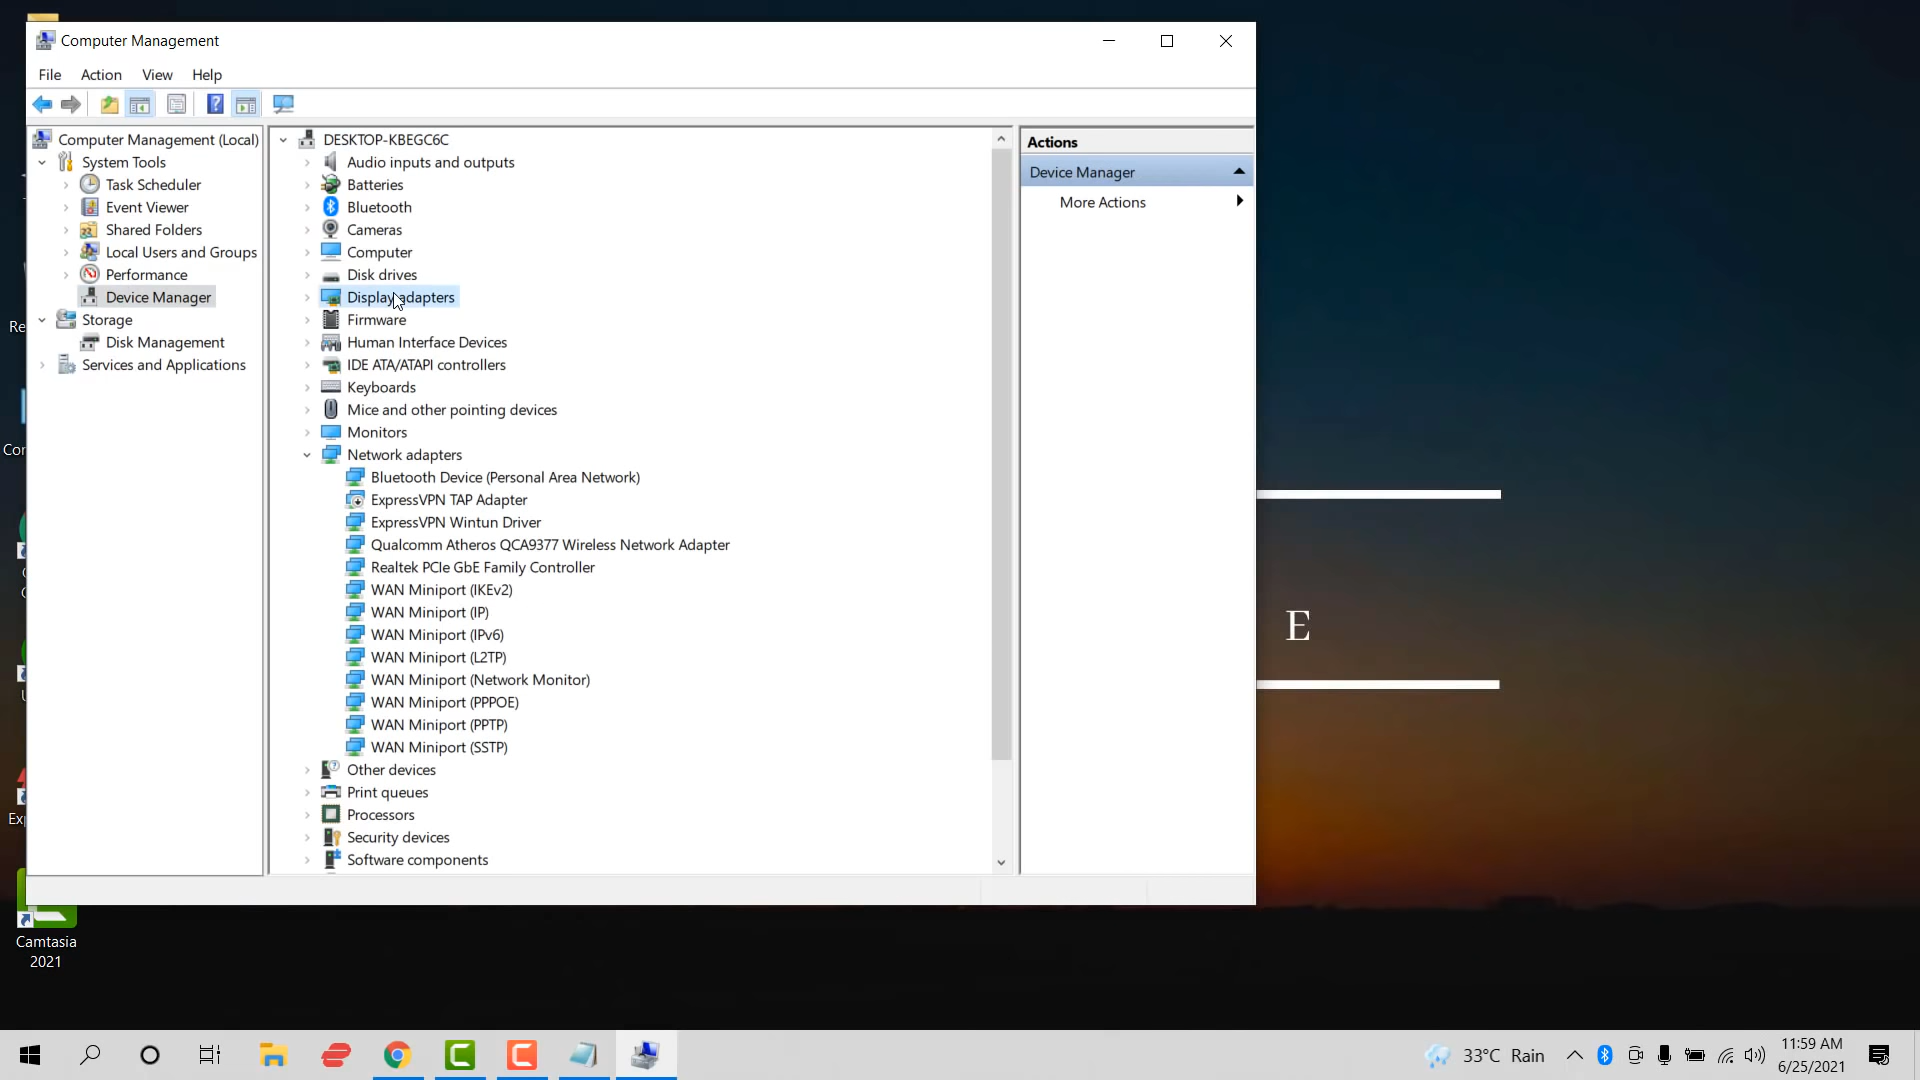 Computer Management
File Action View Help
Computer Management (Local)
System Tools
Task Scheduler
Event Viewer
Shared Folders
Local Users and Groups
Performance
Device Manager
Storage
Disk Management
Services and Applications
DESKTOP-KBEGC6C
Audio inputs and outputs
Batteries
Bluetooth
Cameras
Computer
Disk drives
Display adapters
Firmware
Human Interface Devices
IDE ATA/ATAPI controllers
Keyboards
Mice and other pointing devices
Monitors
Network adapters
Bluetooth Device (Personal Area Network)
ExpressVPN TAP Adapter
ExpressVPN Wintun Driver
Qualcomm Atheros QCA9377 Wireless Network Adapter
Realtek PCIe GbE Family Controller
WAN Miniport (IKEv2)
WAN Miniport (IP)
WAN Miniport (IPv6)
WAN Miniport (L2TP)
WAN Miniport (Network Monitor)
WAN Miniport (PPPOE)
WAN Miniport (PPTP)
WAN Miniport (SSTP)
Other devices
Print queues
Processors
Security devices
Software components
Actions
Device Manager
More Actions
E
Re
Cor
Exp
Camtasia
2021
33°C Rain
11:59 AM
6/25/2021